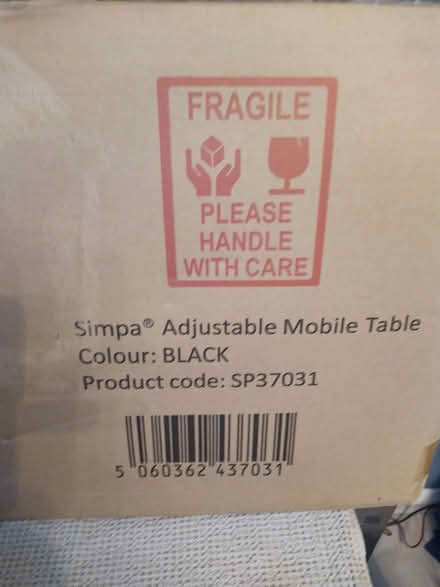 FRAGILE
PLEASE
HANDLE
WITH CARE
Simpa® Adjustable Mobile Table
Colour: BLACK
Product code: SP37031
5 060362 437031